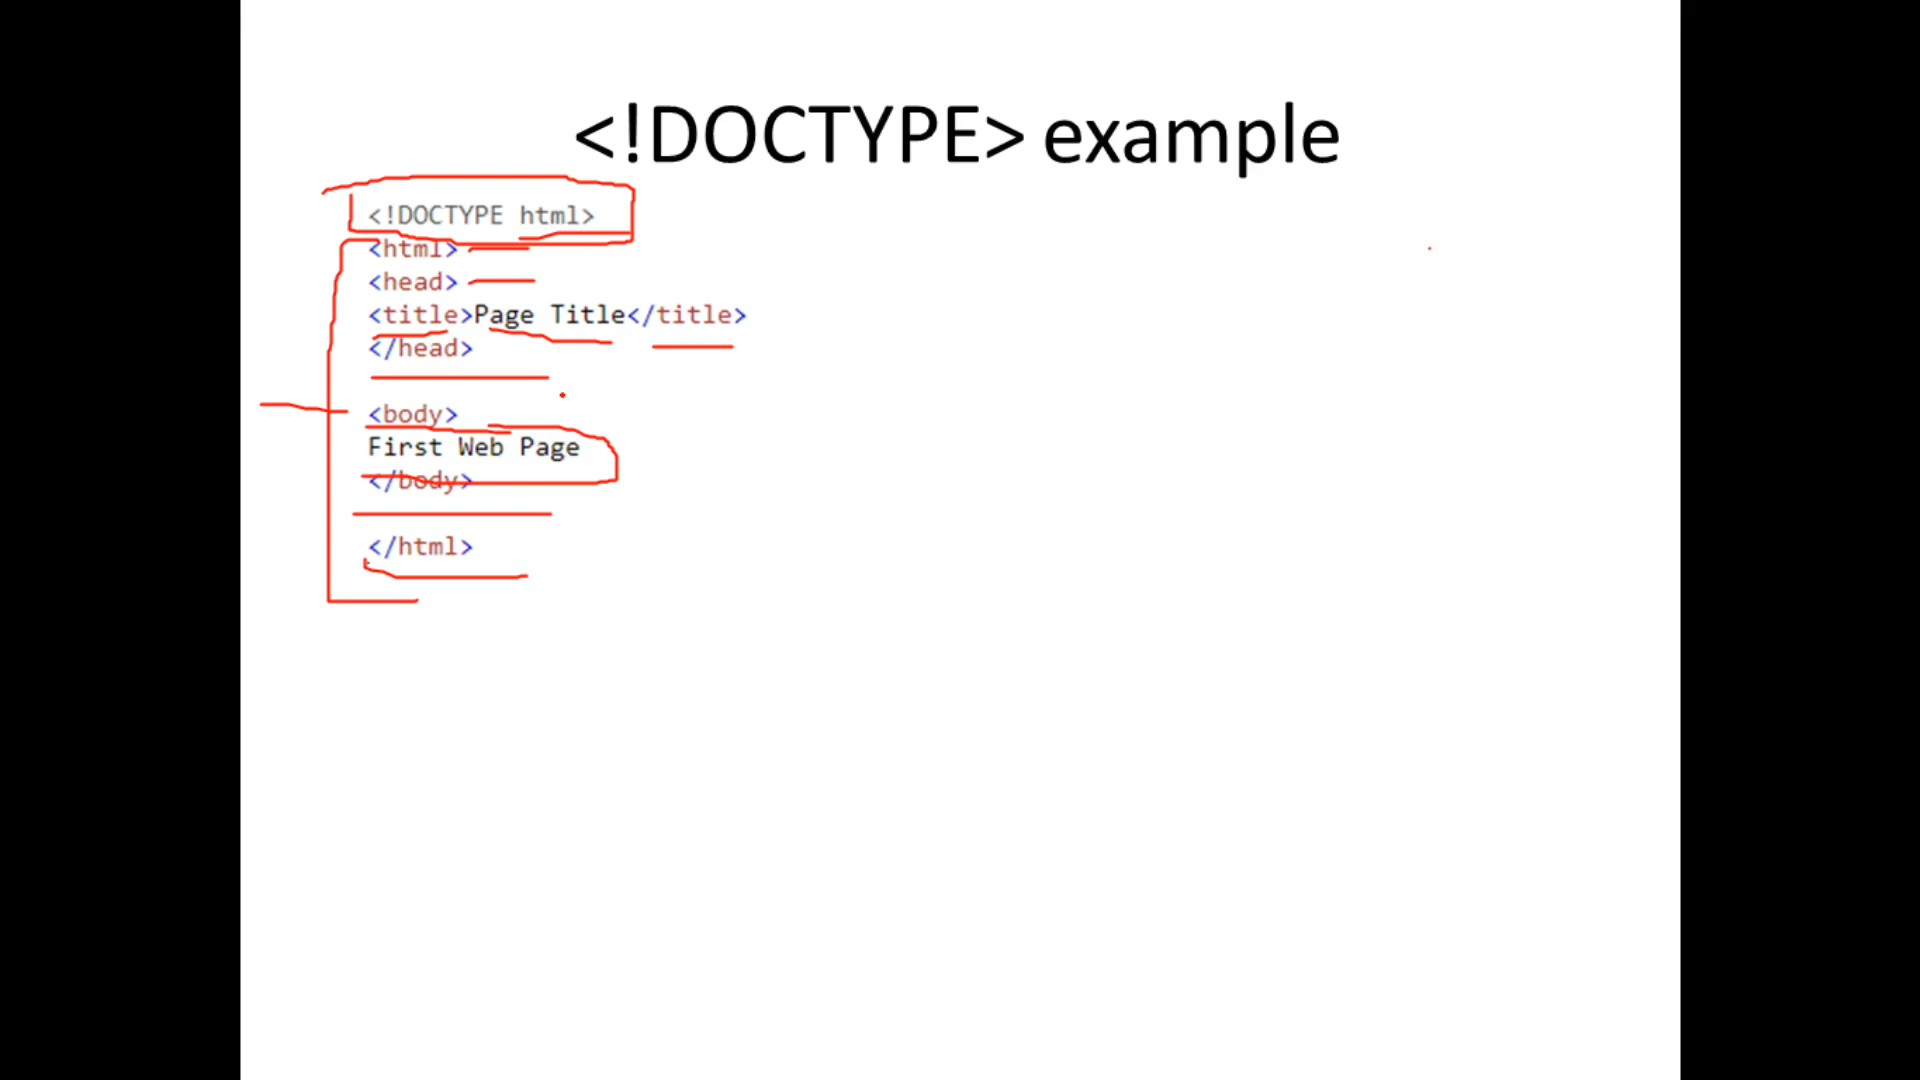 <!DOCTYPE> example
<!DOCTYPE html>
<html>
<head>
<title>Page Title</title>
</head>
<body>
First Web Page
</body>
</html>